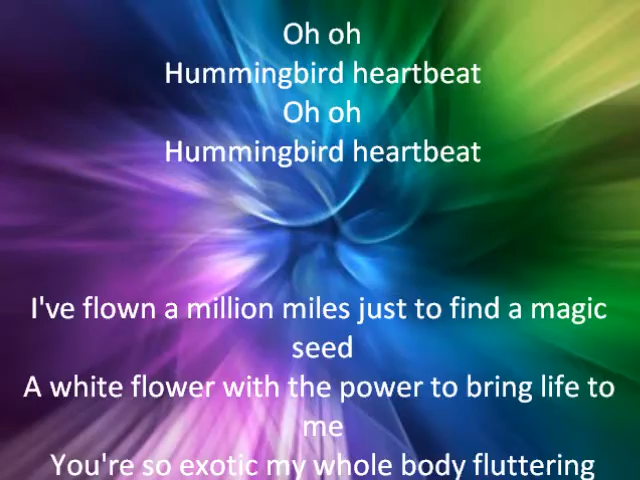 Oh oh
Hummingbird heartbeat
Oh oh
Hummingbird heartbeat
I've flown a million miles just to find a magic
seed
A white flower with the power to bring life to
me
You're so exotic my whole body fluttering